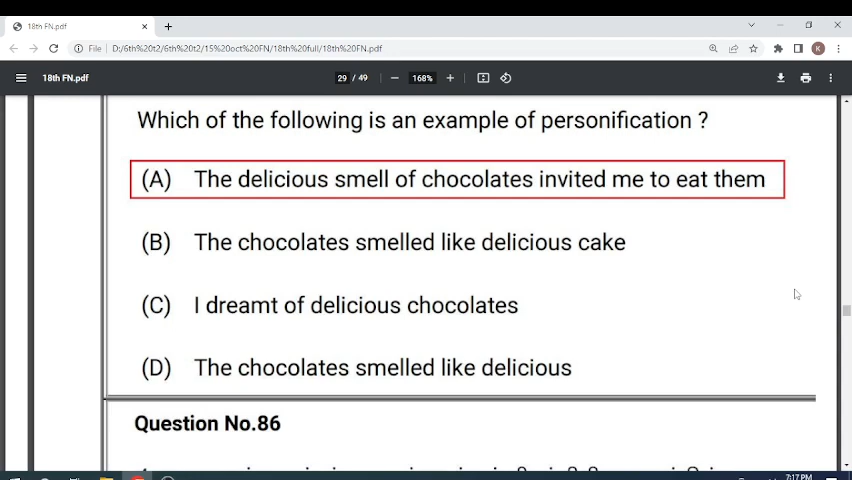 18th FN.pdf
File D:/6th%20t2/6th%20t2/15%20oct%20FN/18th%20full/18th%20FN.pdf
K
18th FN.pdf 29 / 49 168%
Which of the following is an example of personification ?
(A) The delicious smell of chocolates invited me to eat them
(B) The chocolates smelled like delicious cake
(C) I dreamt of delicious chocolates
(D) The chocolates smelled like delicious
Question No.86
7:17 PM